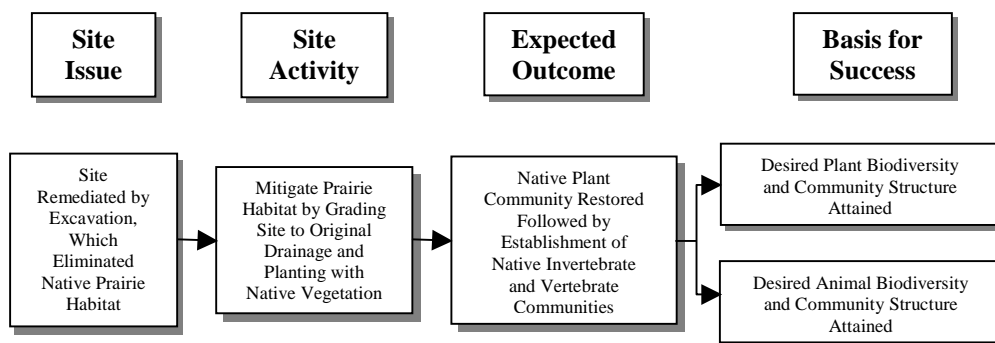 Site
Issue
Site
Activity
Expected
Outcome
Basis for
Success
Site
Remediated by
Excavation,
Which
Eliminated
Native Prairie
Habitat
Mitigate Prairie
Habitat by Grading
Site to Original
Drainage and
Planting with
Native Vegetation
Native Plant
Community Restored
Followed by
Establishment of
Native Invertebrate
and Vertebrate
Communities
Desired Plant Biodiversity
and Community Structure
Attained
Desired Animal Biodiversity
and Community Structure
Attained